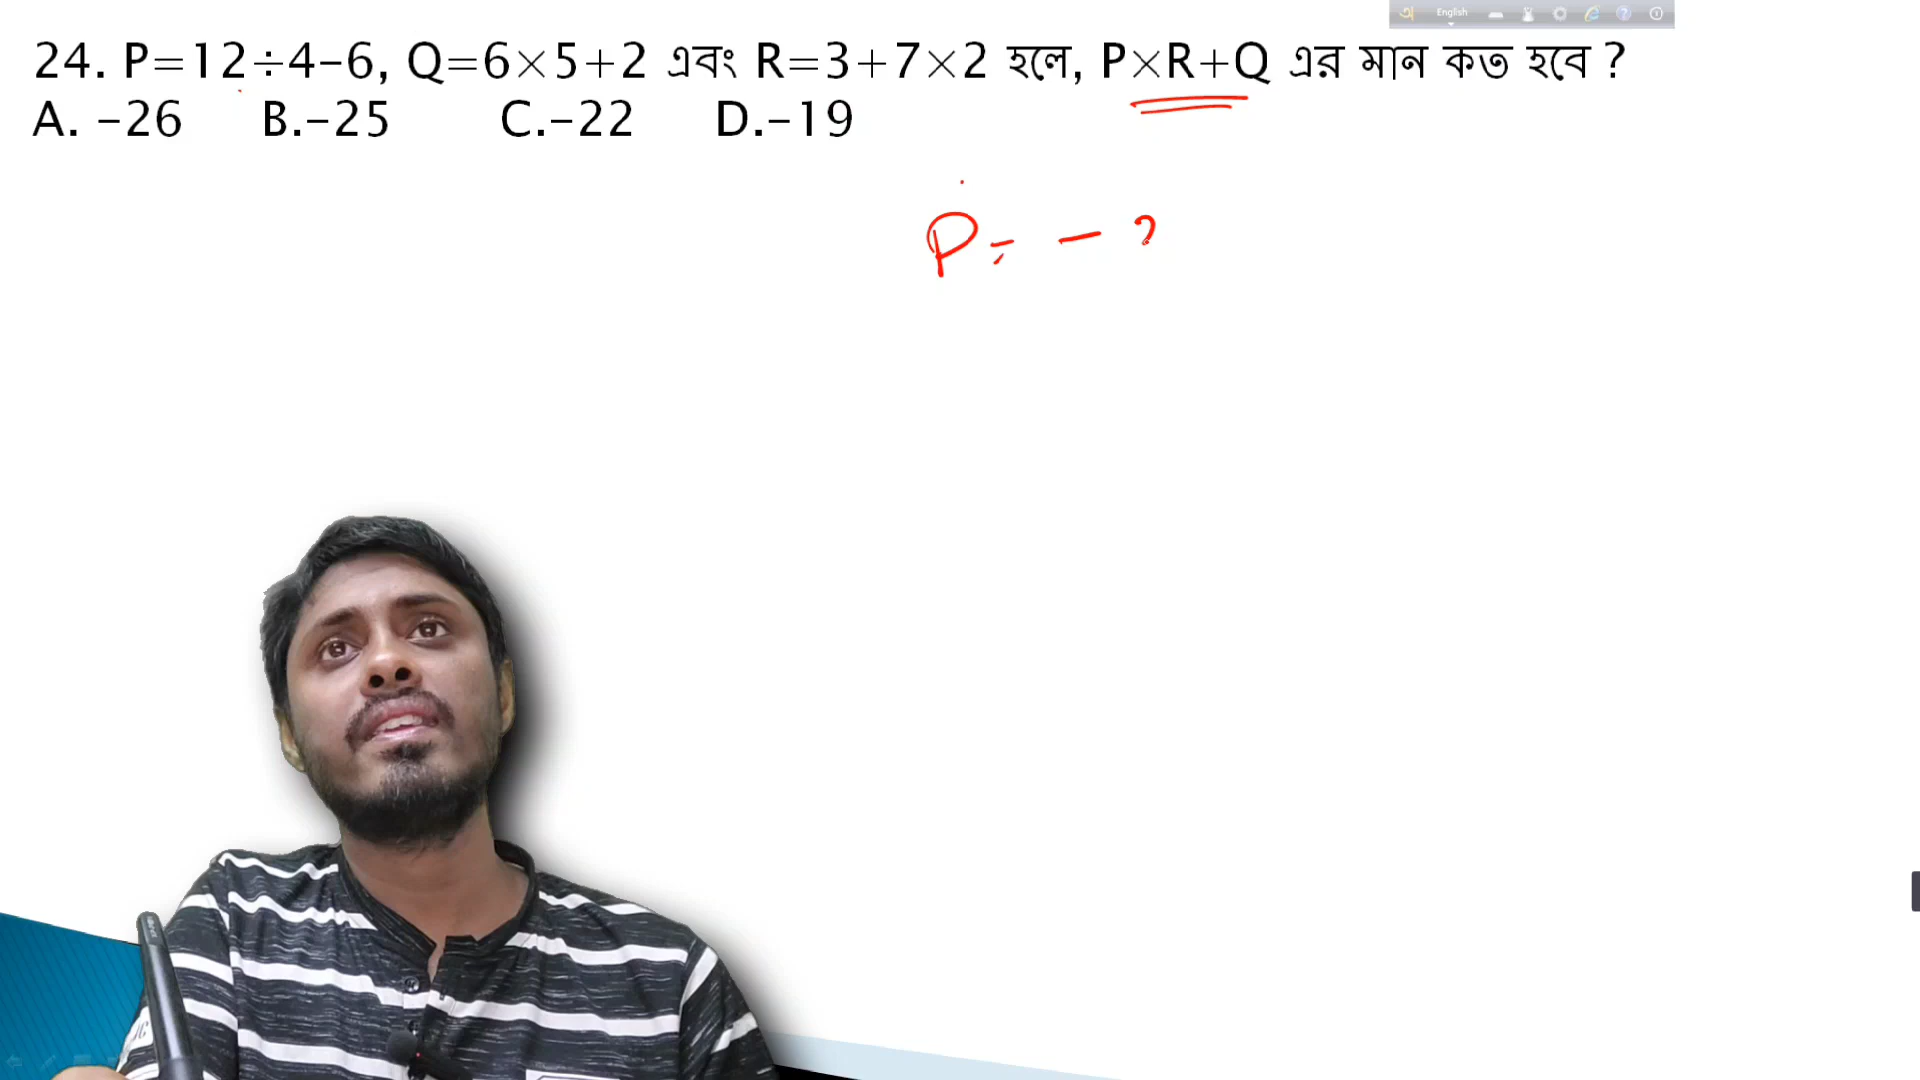 English
24. P=12÷4-6, Q=6×5+2 এবং R=3+7×2 হলে, P×R+Q এর মান কত হবে ?
A. -26 B.-25 C.-22 D.-19
P= - 3